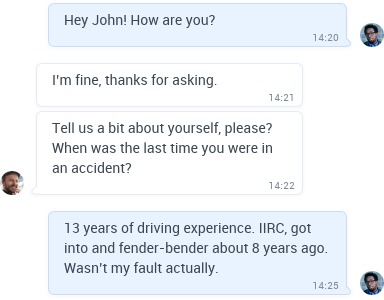 Hey John! How are you?
14:20
I'm fine, thanks for asking.
14:21
Tell us a bit about yourself, please?
When was the last time you were in
an accident?
14:22
13 years of driving experience. IIRC, got
into and fender-bender about 8 years ago.
Wasn't my fault actually.
14:25